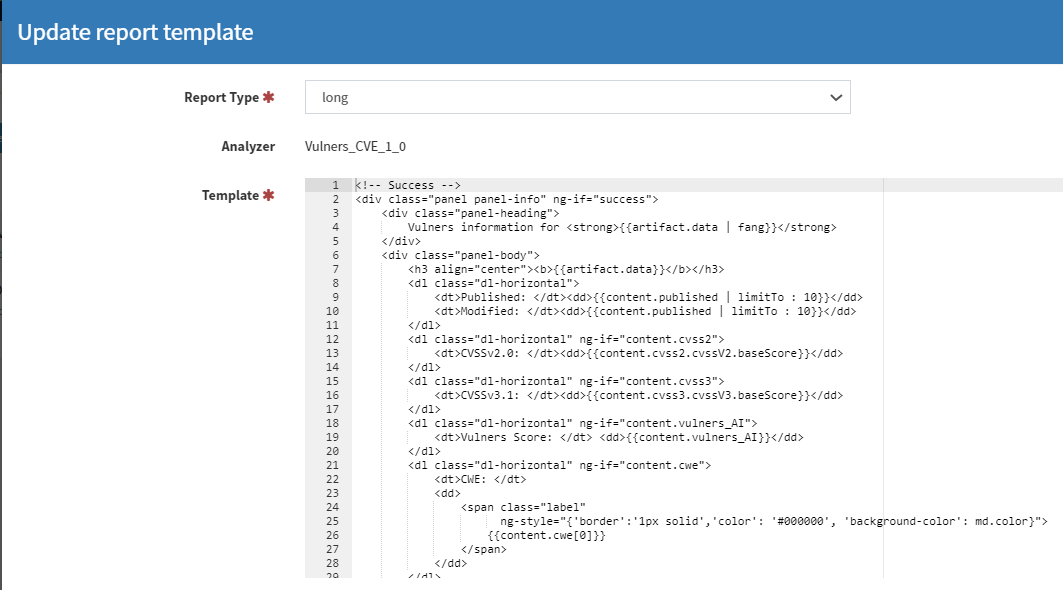 Update report template
Report Type ✱ long
Analyzer Vulners_CVE_1_0
Template ✱
1 <!-- Success -->
2 <div class="panel panel-info" ng-if="success">
3     <div class="panel-heading">
4         Vulners information for <strong>{{artifact.data | fang}}</strong>
5     </div>
6     <div class="panel-body">
7         <h3 align="center"><b>{{artifact.data}}</b></h3>
8         <dl class="dl-horizontal">
9             <dt>Published: </dt><dd>{{content.published | limitTo : 10}}</dd>
10             <dt>Modified: </dt><dd>{{content.published | limitTo : 10}}</dd>
11         </dl>
12         <dl class="dl-horizontal" ng-if="content.cvss2">
13             <dt>CVSSv2.0: </dt><dd>{{content.cvss2.cvssV2.baseScore}}</dd>
14         </dl>
15         <dl class="dl-horizontal" ng-if="content.cvss3">
16             <dt>CVSSv3.1: </dt><dd>{{content.cvss3.cvssV3.baseScore}}</dd>
17         </dl>
18         <dl class="dl-horizontal" ng-if="content.vulners_AI">
19             <dt>Vulners Score: </dt> <dd>{{content.vulners_AI}}</dd>
20         </dl>
21         <dl class="dl-horizontal" ng-if="content.cwe">
22             <dt>CWE: </dt>
23             <dd>
24                 <span class="label"
25                       ng-style="{'border':'1px solid','color': '#000000', 'background-color': md.color}">
26                     {{content.cwe[0]}}
27                 </span>
28             </dd>
29         </dl>